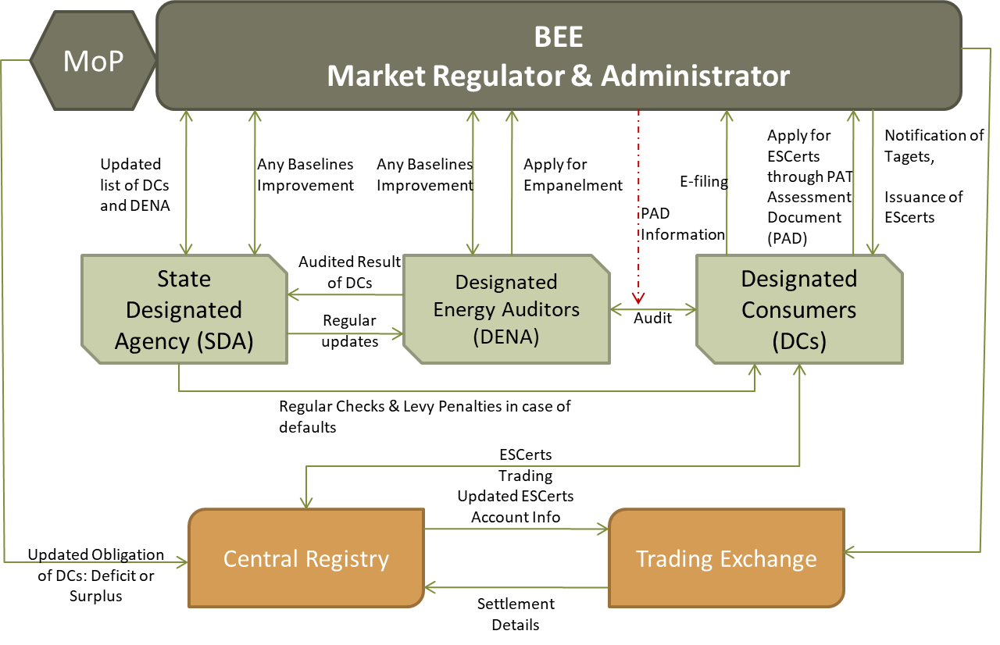 MoP
BEE
Market Regulator & Administrator
Updated
list of DCs
and DENA
Any Baselines
Improvement
Any Baselines
Improvement
Apply for
Empanelment
PAD
Information
E-filing
Apply for
ESCerts
through PAT
Assessment
Document
(PAD)
Notification of
Tagets,
Issuance of
EScerts
State
Designated
Agency (SDA)
Audited Result
of DCs
Regular
updates
Designated
Energy Auditors
(DENA)
Audit
Designated
Consumers
(DCs)
Regular Checks & Levy Penalties in case of
defaults
ESCerts
Trading
Updated ESCerts
Account Info
Updated Obligation
of DCs: Deficit or
Surplus
Central Registry
Trading Exchange
Settlement
Details